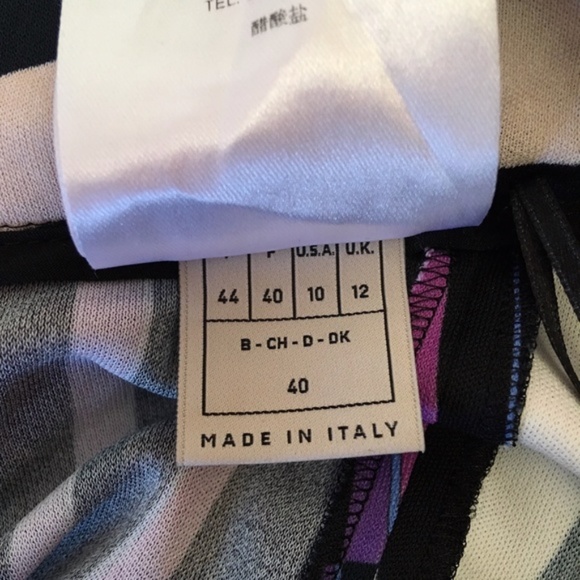 TEL.
醋酸盐
F U.S.A. U.K.
44 40 10 12
B - CH - D - DK
40
MADE IN ITALY